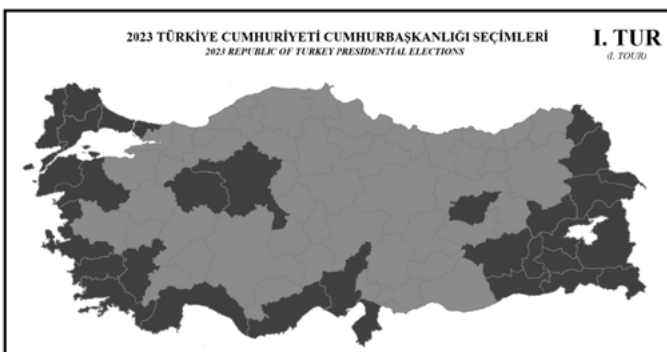 2023 TÜRKİYE CUMHURİYETİ CUMHURBAŞKANLIĞI SEÇİMLERİ
2023 REPUBLIC OF TURKEY PRESIDENTIAL ELECTIONS
I. TUR
(I. TOUR)